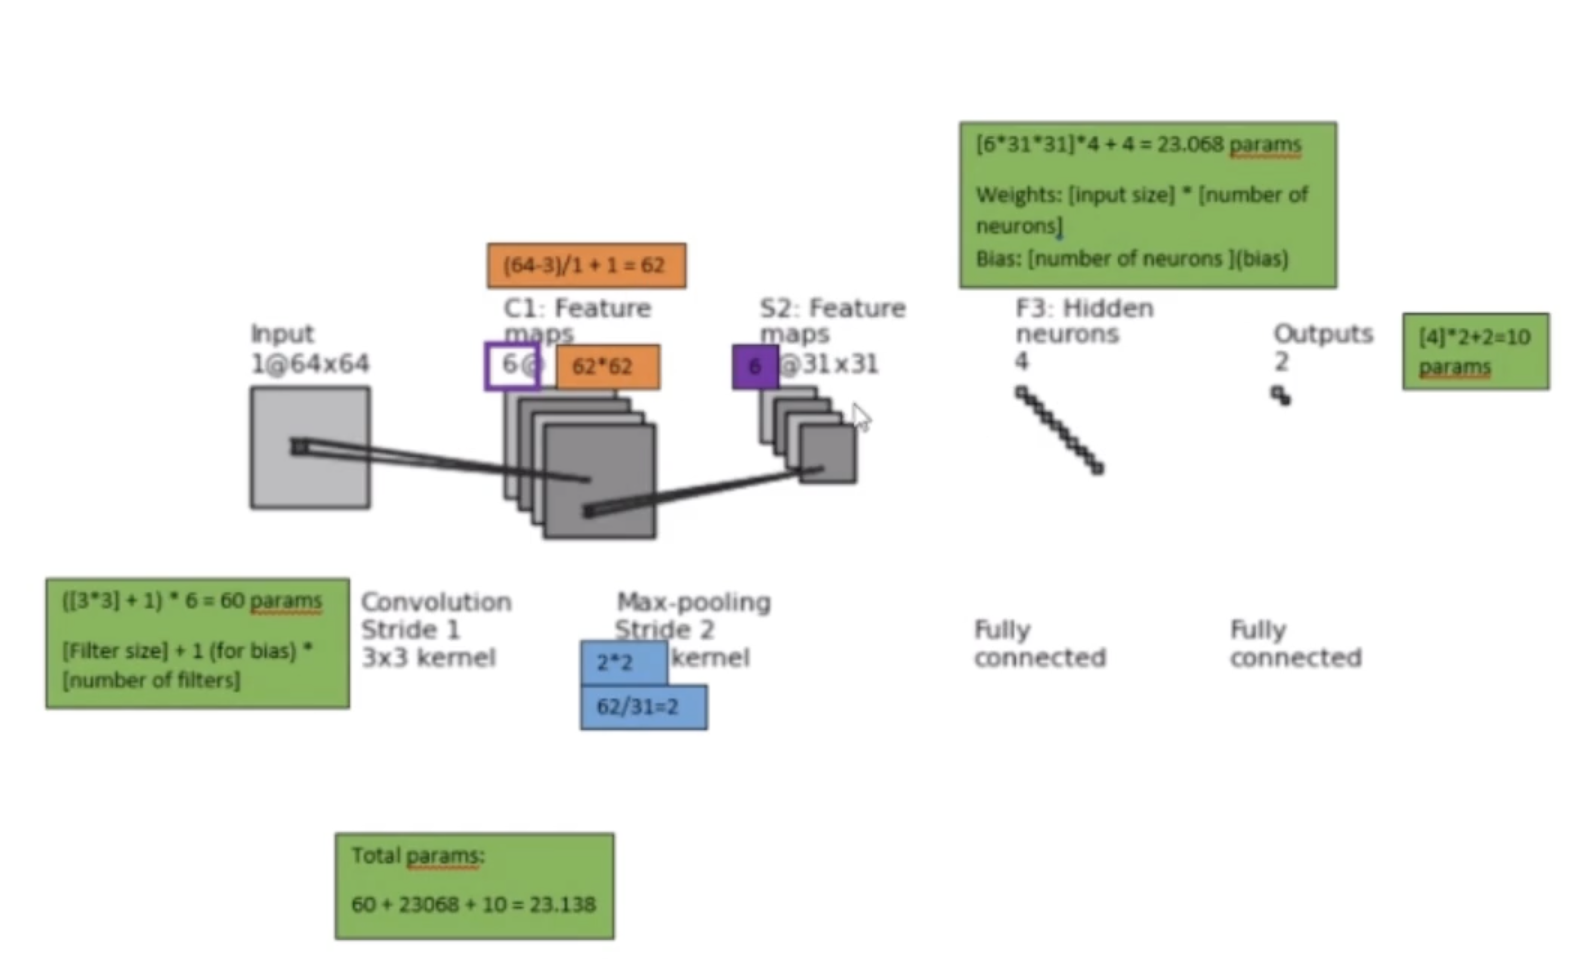 [6*31*31]*4 + 4 = 23.068 params
Weights: [input size] * [number of
neurons]
Bias: [number of neurons ](bias)
(64-3)/1 + 1 = 62
Input
1@64x64
C1: Feature
maps
6@
62*62
S2: Feature
maps
6
@31x31
F3: Hidden
neurons
4
Outputs
2
[4]*2+2=10
params
([3*3] + 1) * 6 = 60 params
[Filter size] + 1 (for bias) *
[number of filters]
Convolution
Stride 1
3x3 kernel
Max-pooling
Stride 2
2*2
kernel
62/31=2
Fully
connected
Fully
connected
Total params:
60 + 23068 + 10 = 23.138